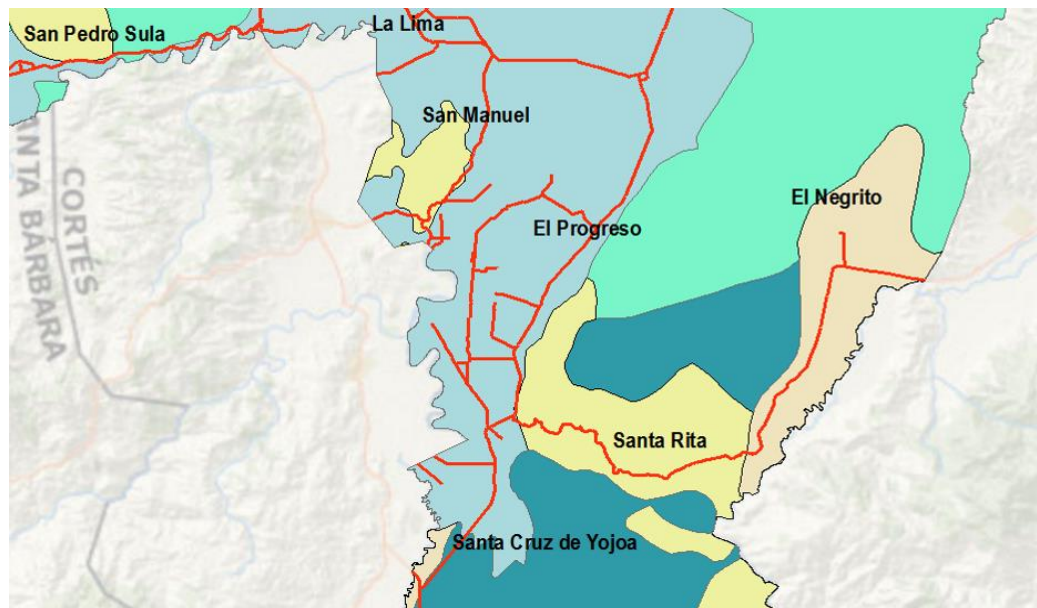 La Lima
San Pedro Sula
San Manuel
CORTÉS
ANTA BÁRBARA
El Negrito
El Progreso
Santa Rita
Santa Cruz de Yojoa